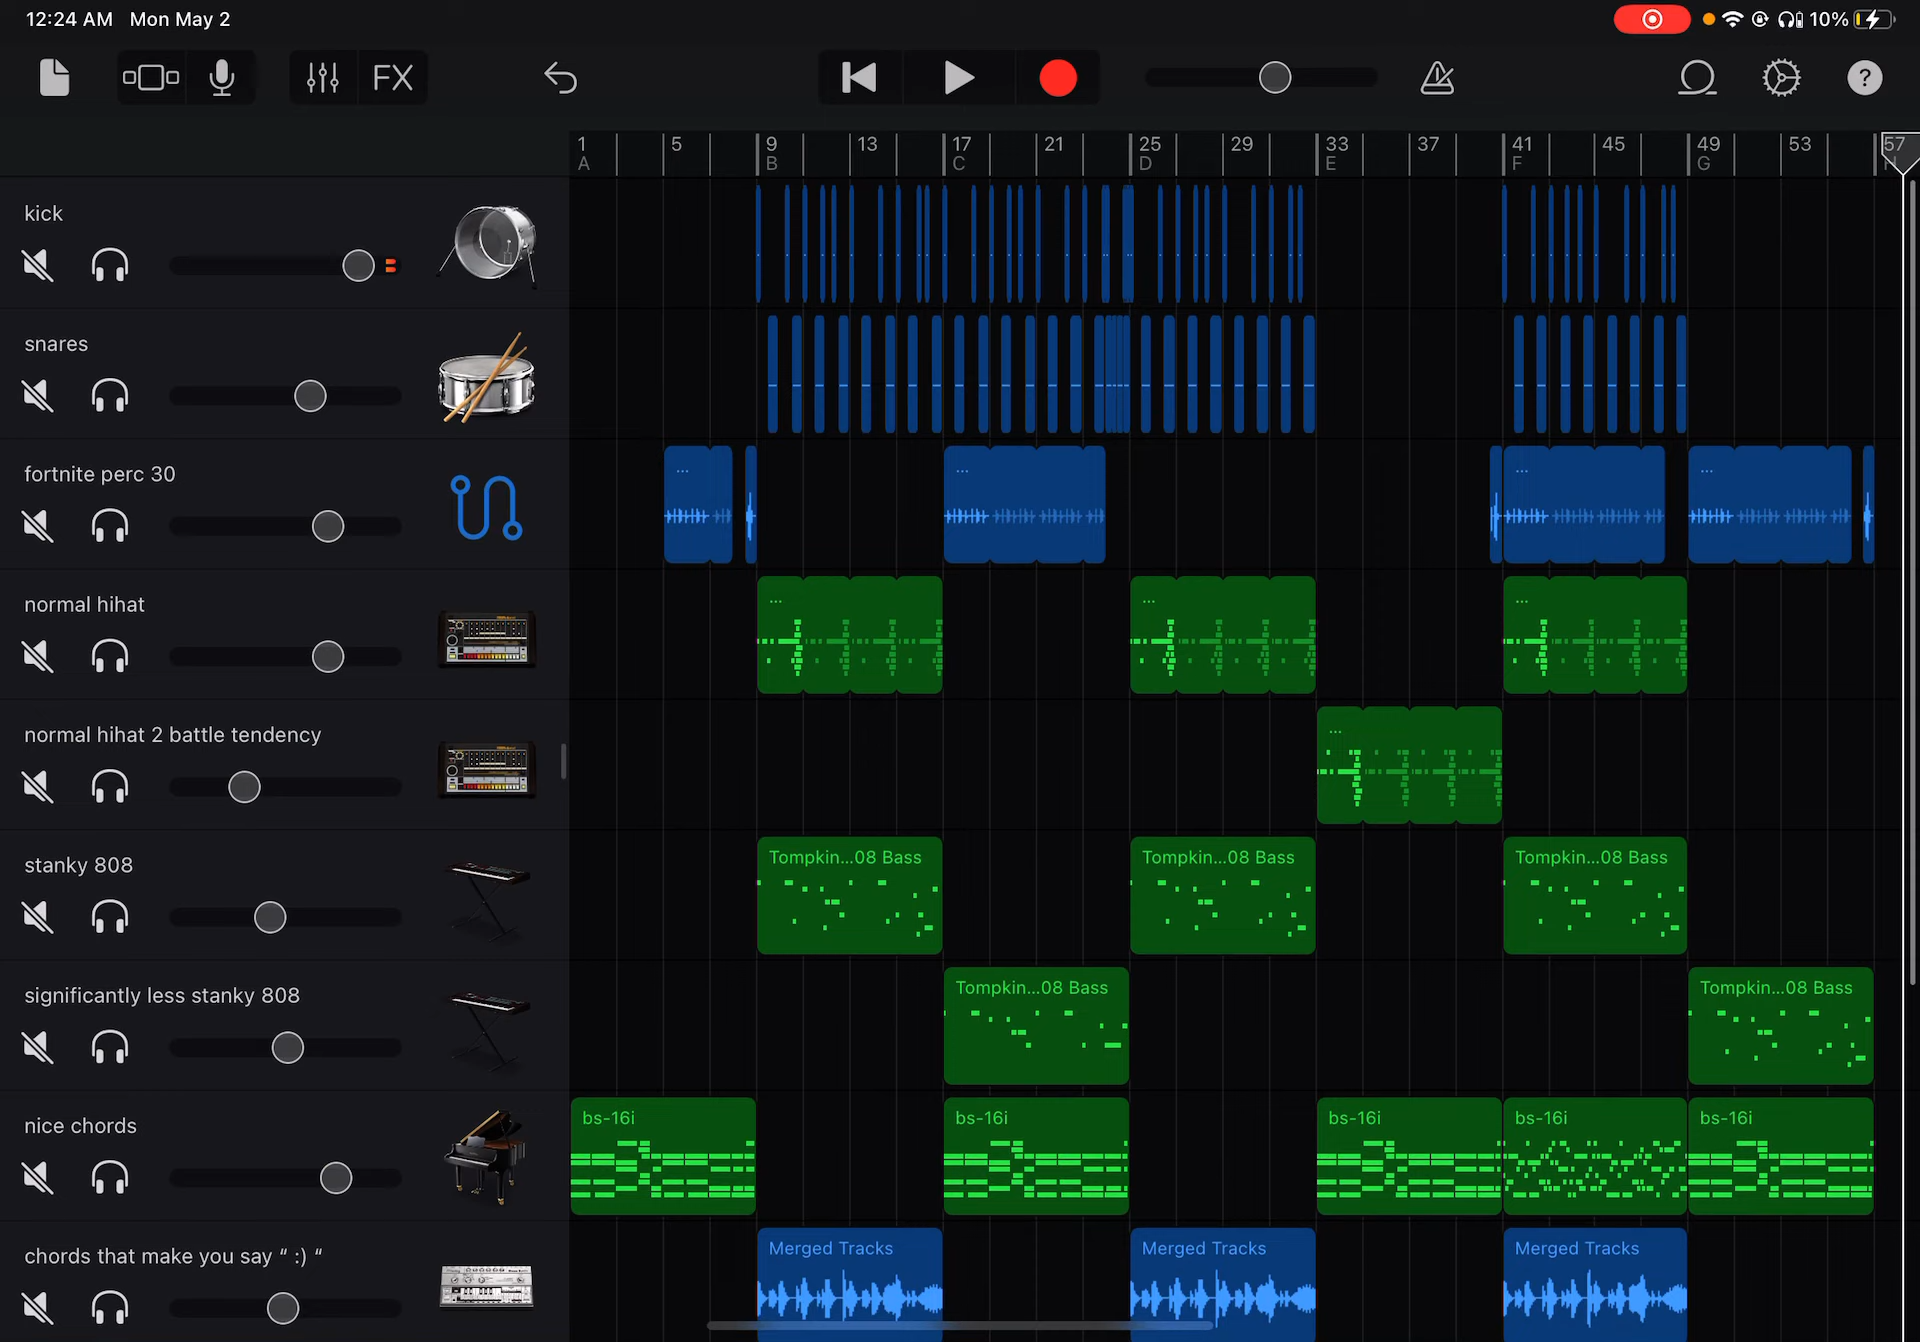 12:24 AM Mon May 2
10%
FX
?
1 5 9 13 17 21 25 29 33 37 41 45 49 53 57
A B C D E F G H
kick
snares
fortnite perc 30
...
...
...
...
normal hihat
...
...
...
normal hihat 2 battle tendency
...
stanky 808
Tompkin...08 Bass
Tompkin...08 Bass
Tompkin...08 Bass
significantly less stanky 808
Tompkin...08 Bass
Tompkin...08 Bass
nice chords
bs-16i
bs-16i
bs-16i
bs-16i
bs-16i
chords that make you say “ :) “
Merged Tracks
Merged Tracks
Merged Tracks